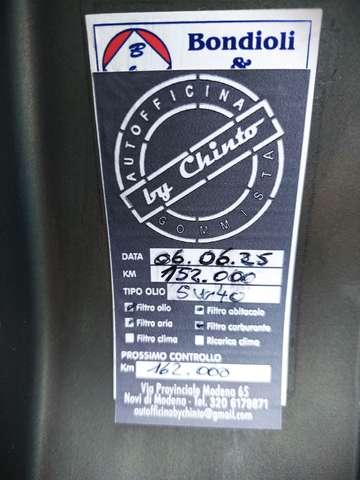 B
Bondioli
&
AUTOFFICINA
by Chinto
GOMMISTA
DATA 06.06.25
KM 152.000
TIPO OLIO 5W40
Filtro olio Filtro abitacolo
Filtro aria Filtro carburante
Filtro clima Ricarica clima
PROSSIMO CONTROLLO
Km 162.000
Via Provinciale Modena 65
Novi di Modena - Tel. 320 6179871
autofficinabychinto@gmail.com